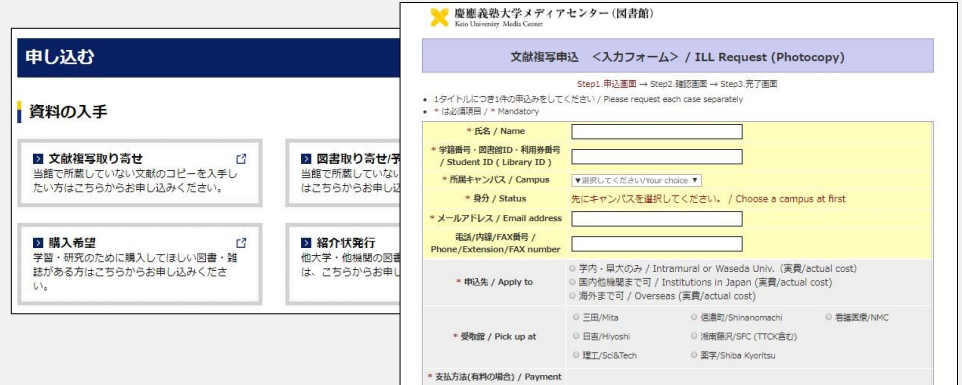 申し込む
資料の入手
文献複写取り寄せ
当館で所蔵していない文献のコピーを入手し
たい方はこちらからお申し込みください。
図書取り寄せ/予
当館で所蔵していない
はこちらからお申し込
購入希望
学習・研究のために購入してほしい図書・雑
誌がある方はこちらからお申し込みくださ
い。
紹介状発行
他大学・他機関の図書
は、こちらからお申し
慶應義塾大学メディアセンター(図書館)
Keio University Media Center
文献複写申込 <入力フォーム> / ILL Request (Photocopy)
Step1.申込画面 → Step2.確認画面 → Step3.完了画面
• 1タイトルにつき1件の申込みをしてください / Please request each case separately
• * は必須項目 / * Mandatory
* 氏名 / Name
* 学籍番号・図書館ID・利用券番号
/ Student ID ( Library ID )
* 所属キャンパス / Campus
▼選択してください/Your choice ▼
* 身分 / Status
先にキャンパスを選択してください。 / Choose a campus at first
* メールアドレス / Email address
電話/内線/FAX番号 /
Phone/Extension/FAX number
* 申込先 / Apply to
学内・早大のみ / Intramural or Waseda Univ. (実費/actual cost)
国内他機関まで可 / Institutions in Japan (実費/actual cost)
海外まで可 / Overseas (実費/actual cost)
* 受取館 / Pick up at
三田/Mita
信濃町/Shinanomachi
看護医療/NMC
日吉/Hiyoshi
湘南藤沢/SFC (TTCK含む)
理工/Sci&Tech
薬学/Shiba Kyoritsu
* 支払方法(有料の場合) / Payment